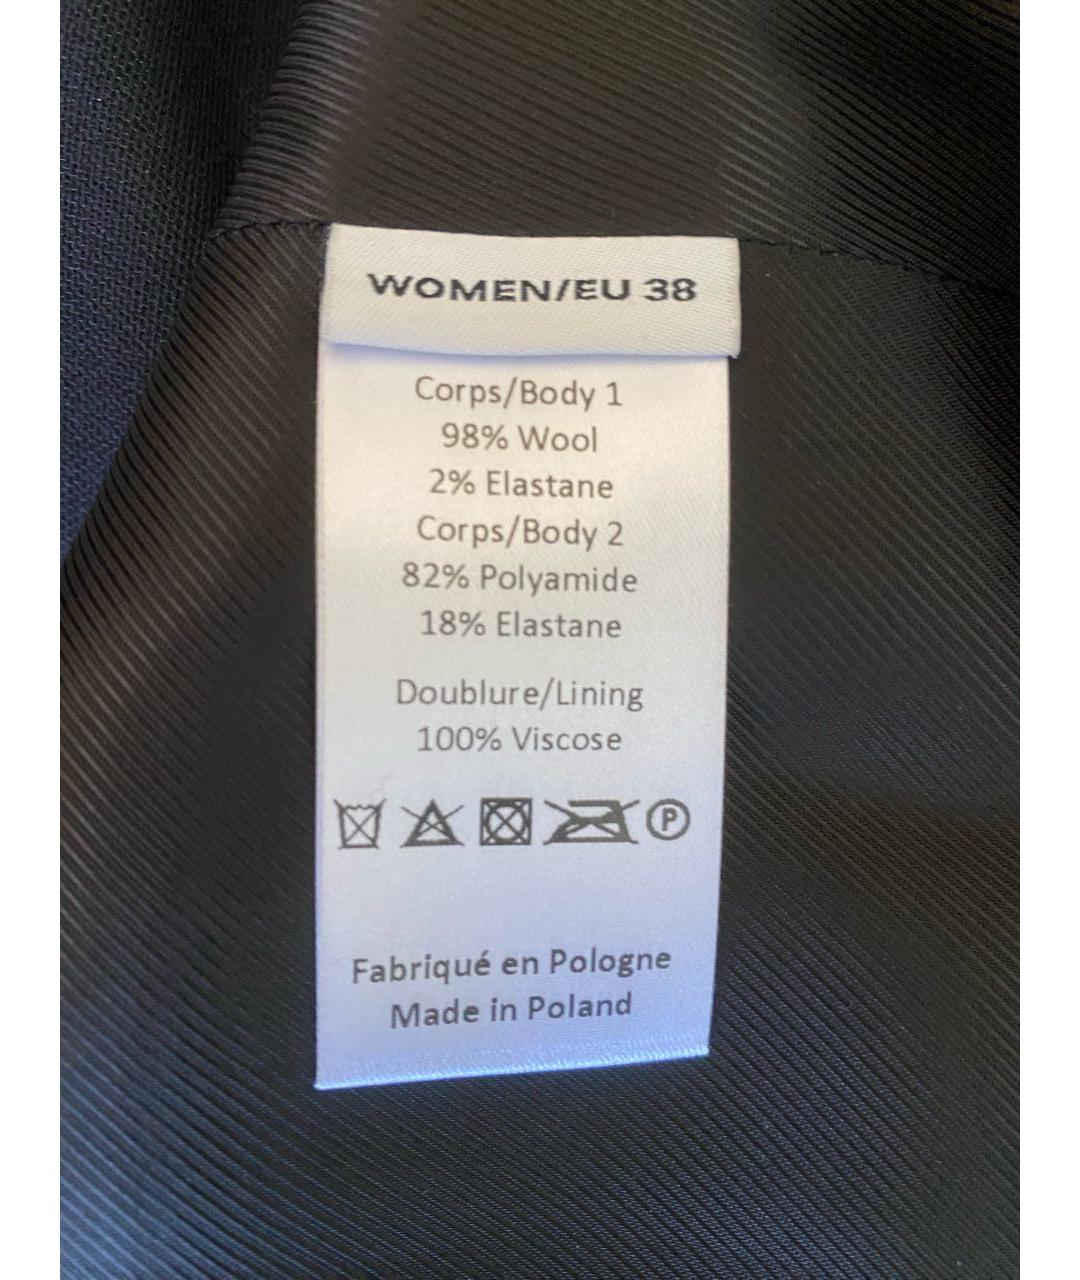 WOMEN/EU 38
Corps/Body 1
98% Wool
2% Elastane
Corps/Body 2
82% Polyamide
18% Elastane
Doublure/Lining
100% Viscose
P
Fabriqué en Pologne
Made in Poland